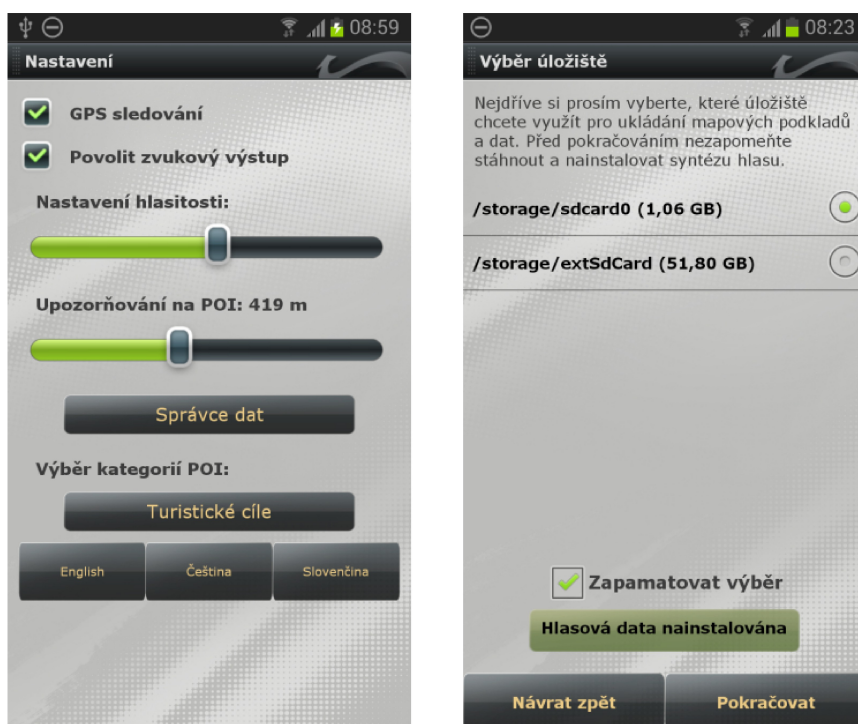 08:59
Nastavení
GPS sledování
Povolit zvukový výstup
Nastavení hlasitosti:
Upozorňování na POI: 419 m
Správce dat
Výběr kategorií POI:
Turistické cíle
English
Čeština
Slovenčina
08:23
Výběr úložiště
Nejdříve si prosím vyberte, které úložiště
chcete využít pro ukládání mapových podkladů
a dat. Před pokračováním nezapomeňte
stáhnout a nainstalovat syntézu hlasu.
/storage/sdcard0 (1,06 GB)
/storage/extSdCard (51,80 GB)
Zapamatovat výběr
Hlasová data nainstalována
Návrat zpět
Pokračovat